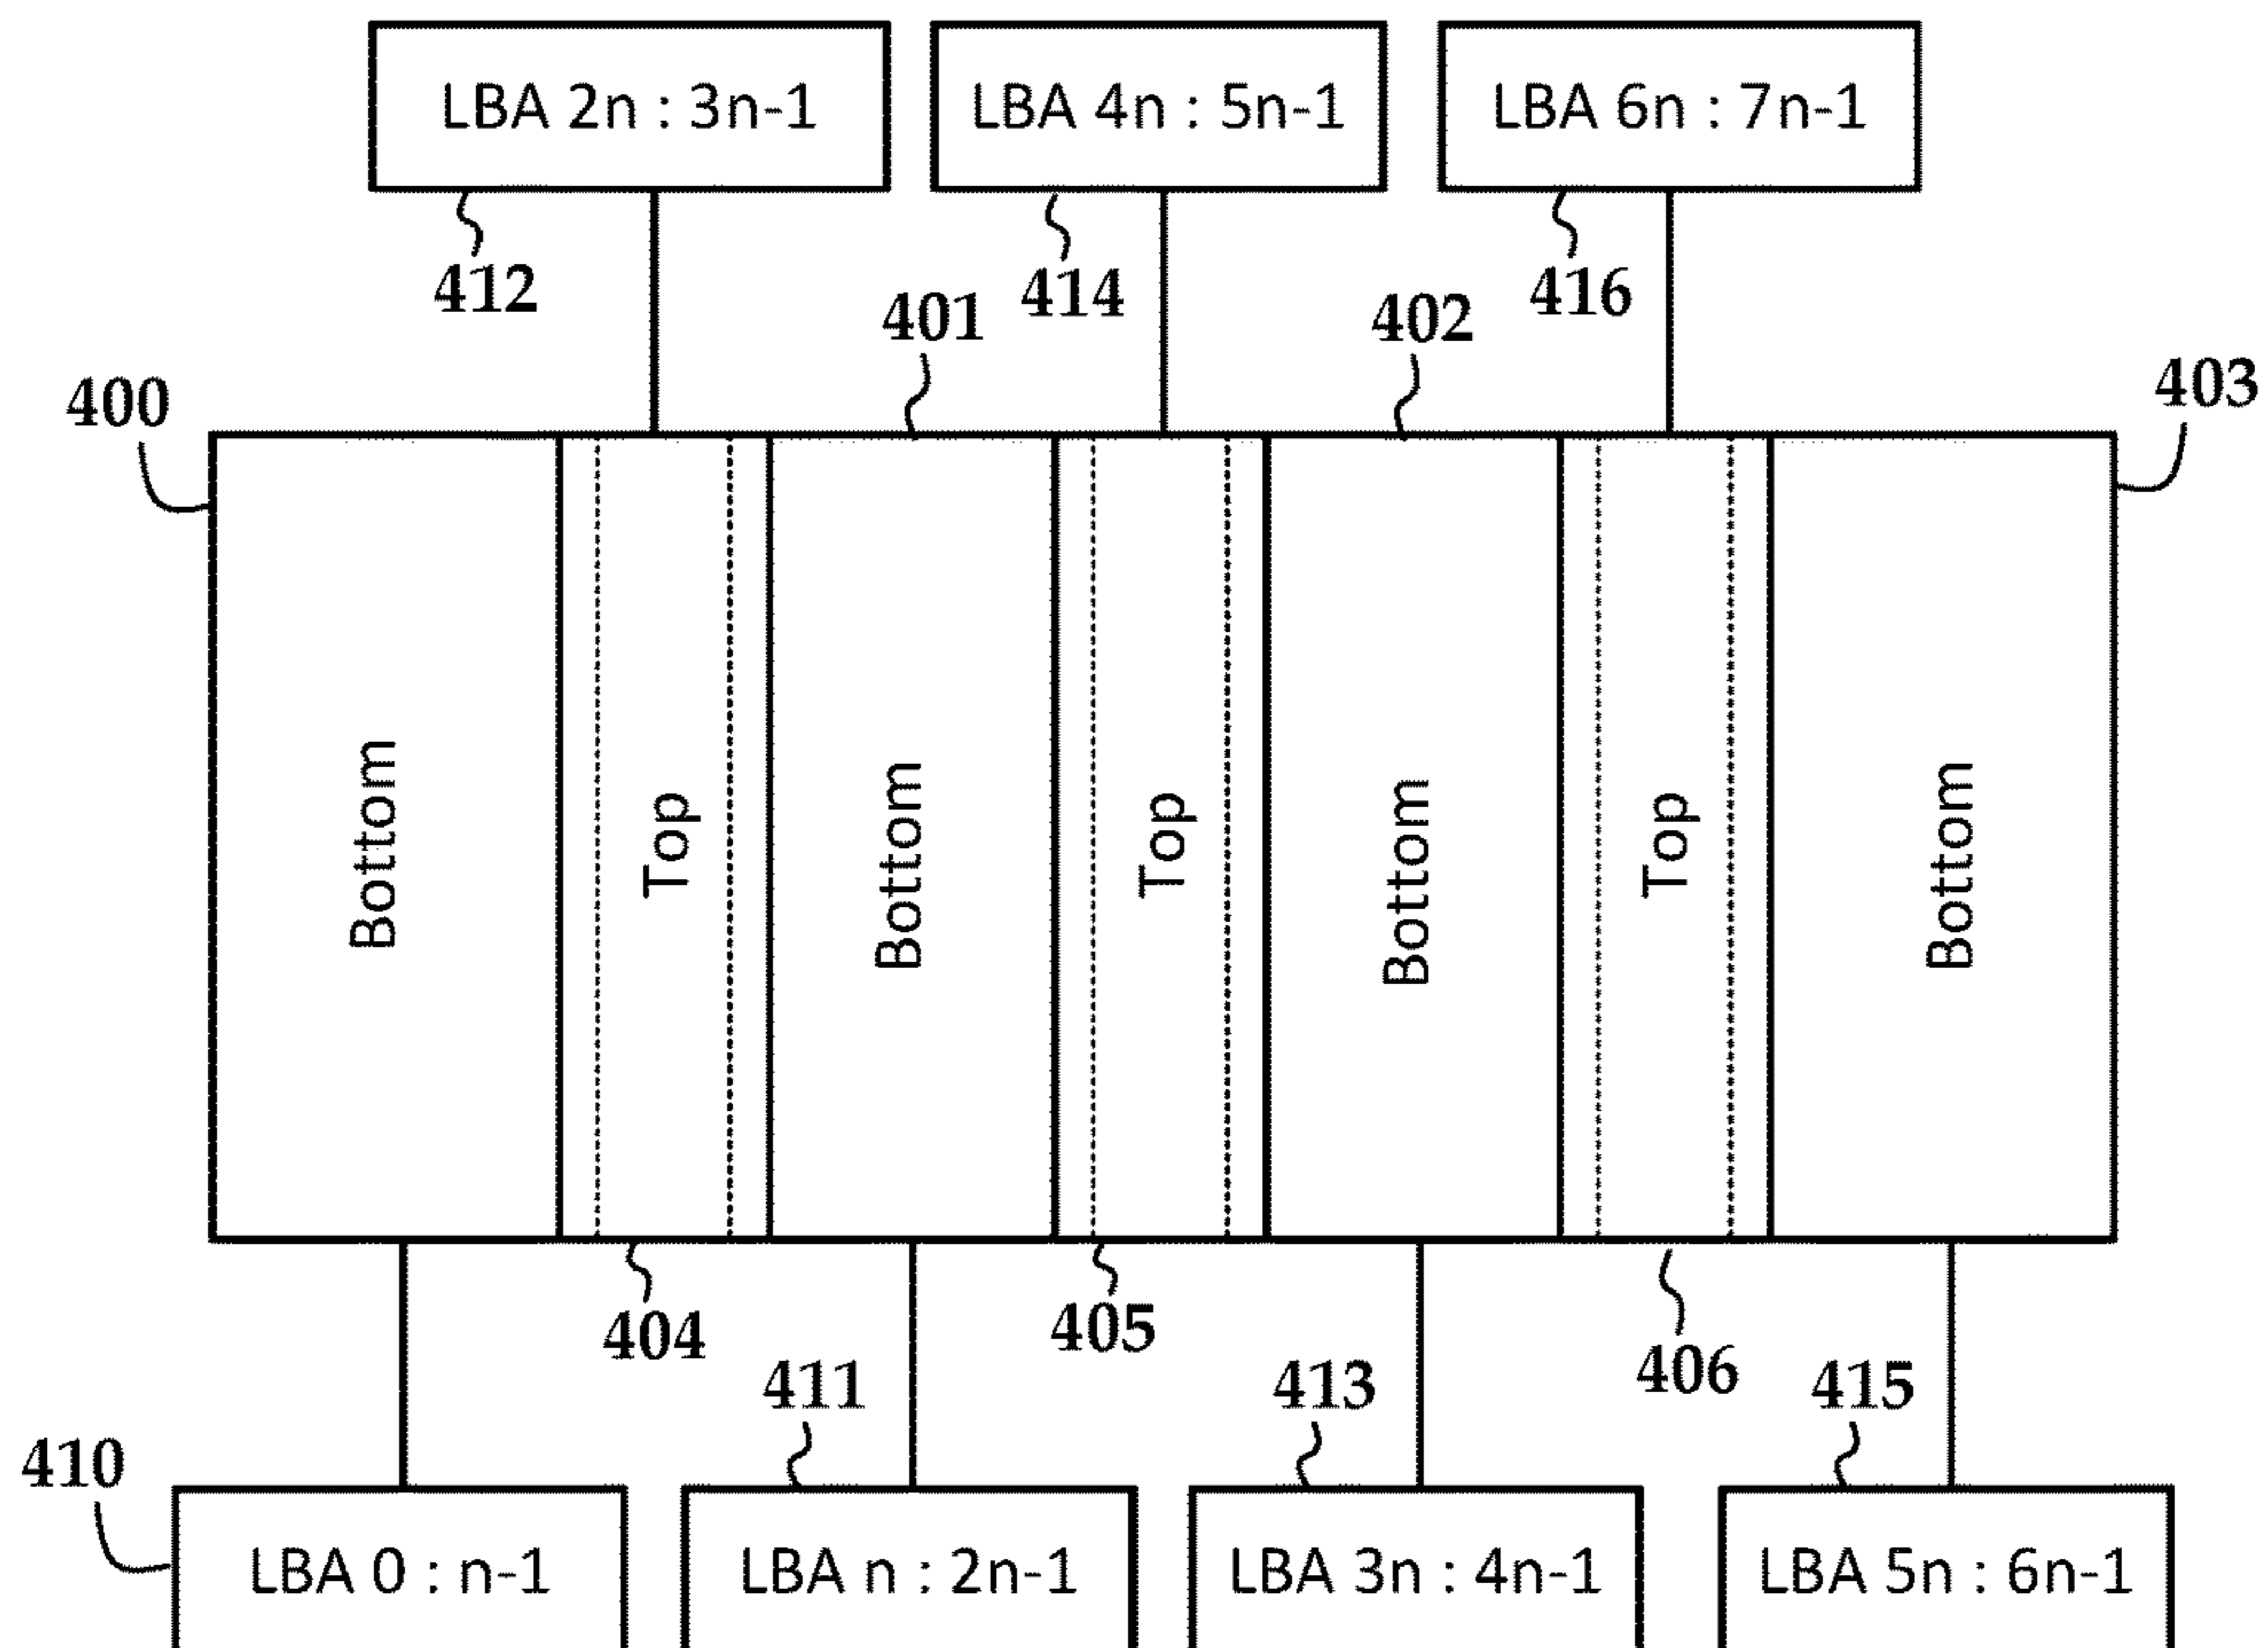 LBA 2n : 3n-1
LBA 4n : 5n-1
LBA 6n : 7n-1
412
414
416
401
402
400
403
Bottom
Top
Bottom
Top
Bottom
Top
Bottom
404
405
406
411
413
415
410
LBA 0 : n-1
LBA n : 2n-1
LBA 3n : 4n-1
LBA 5n : 6n-1